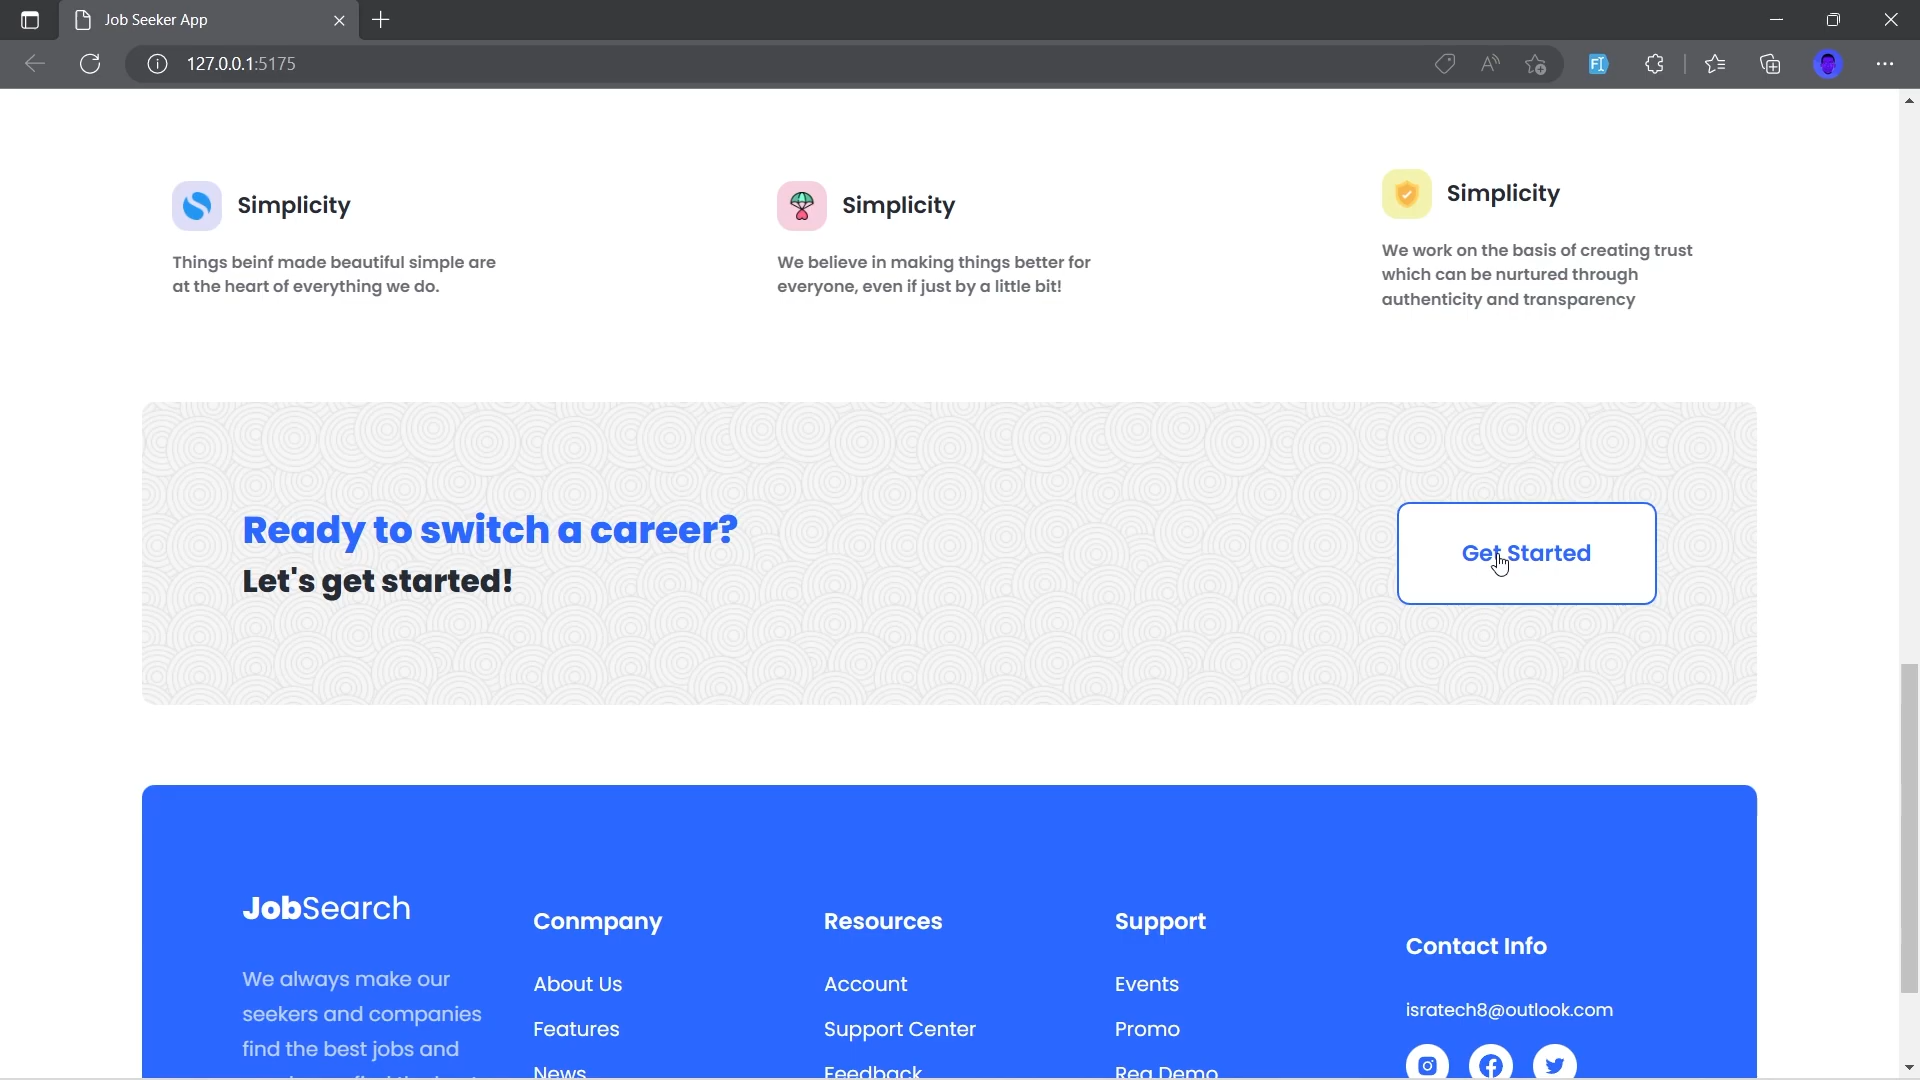 Job Seeker App
127.0.0.1:5175
Simplicity
Things beinf made beautiful simple are
at the heart of everything we do.
Simplicity
We believe in making things better for
everyone, even if just by a little bit!
Simplicity
We work on the basis of creating trust
which can be nurtured through
authenticity and transparency
Ready to switch a career?
Let's get started!
Get Started
JobSearch
We always make our
seekers and companies
find the best jobs and
Conmpany
About Us
Features
News
Resources
Account
Support Center
Feedback
Support
Events
Promo
Req Demo
Contact Info
isratech8@outlook.com